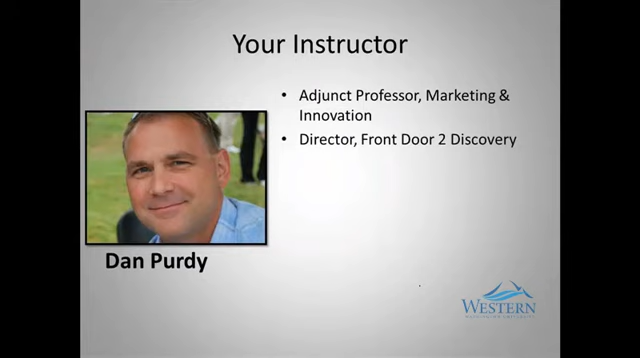 Your Instructor
• Adjunct Professor, Marketing &
Innovation
• Director, Front Door 2 Discovery
Dan Purdy
WESTERN